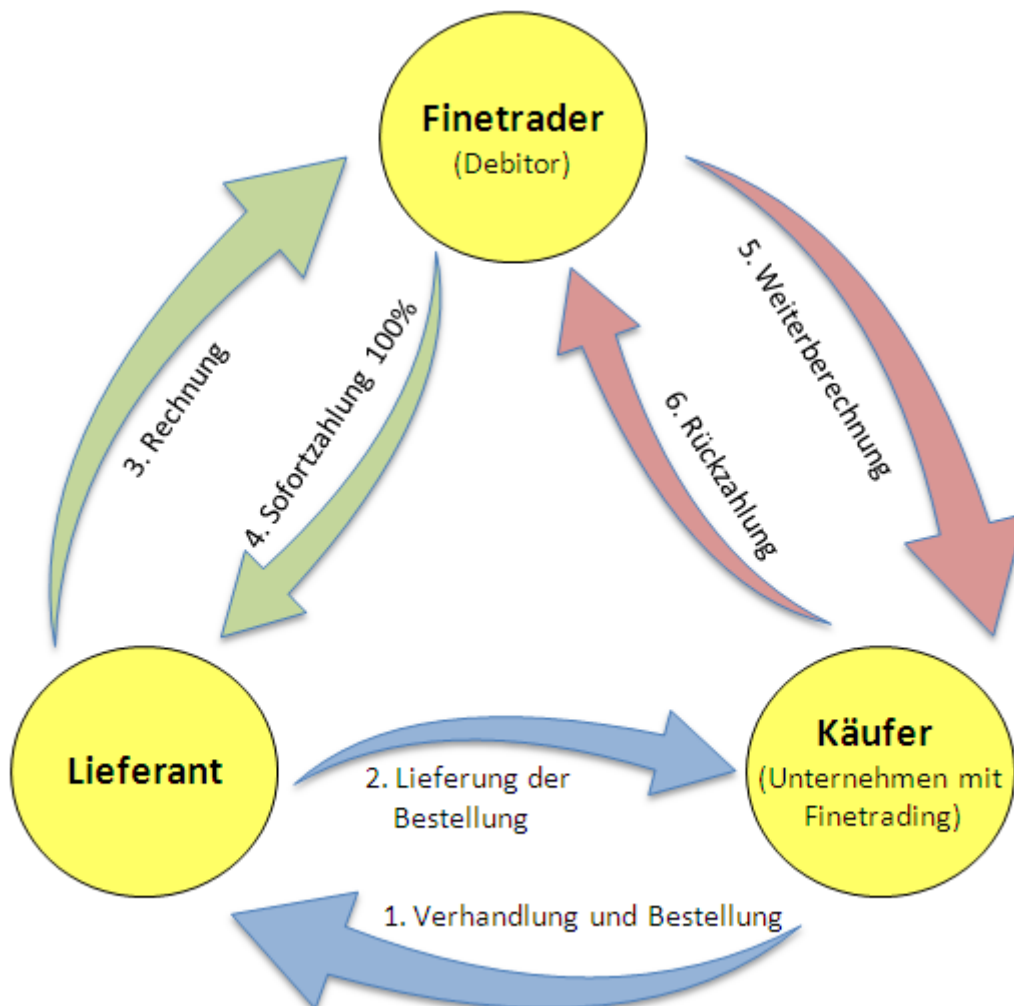 Finetrader
(Debitor)
3. Rechnung
4. Sofortzahlung 100%
5. Weiterberechnung
6. Rückzahlung
Lieferant
Käufer
(Unternehmen mit
Finetrading)
2. Lieferung der
Bestellung
1. Verhandlung und Bestellung